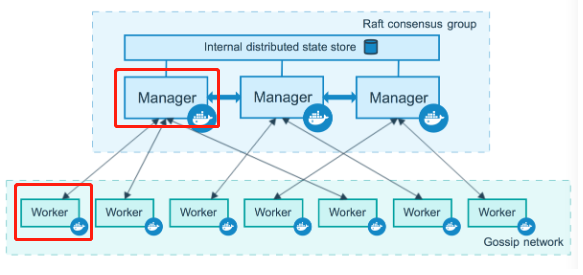 Raft consensus group
Internal distributed state store
Manager
Manager
Manager
Worker
Worker
Worker
Worker
Worker
Worker
Worker
Gossip network